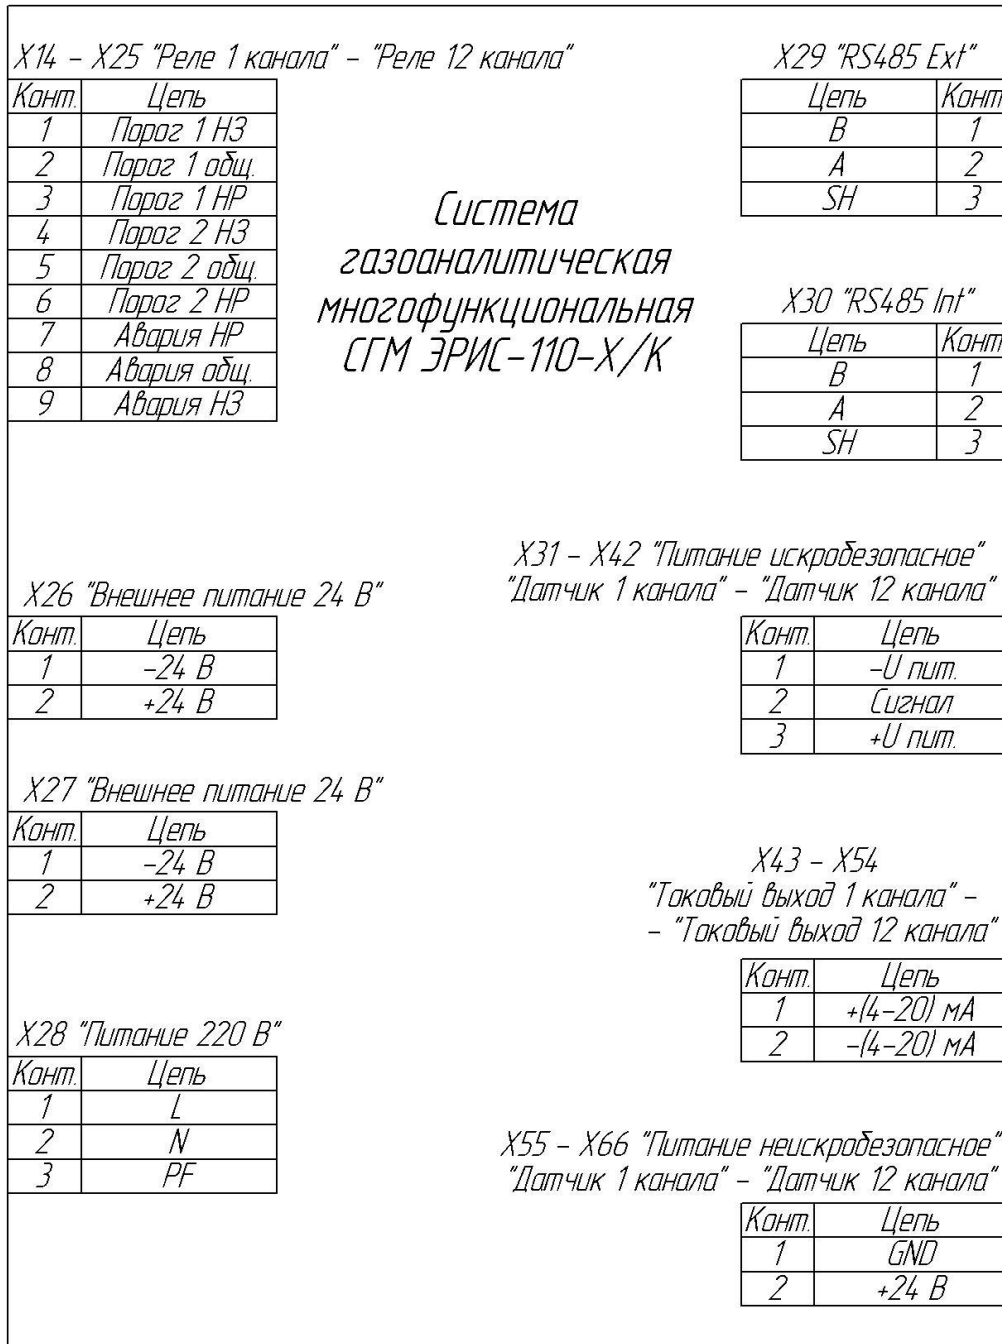 X14 – X25 "Реле 1 канала" – "Реле 12 канала"
Конт. Цепь
1 Порог 1 НЗ
2 Порог 1 общ.
3 Порог 1 НР
4 Порог 2 НЗ
5 Порог 2 общ.
6 Порог 2 НР
7 Авария НР
8 Авария общ.
9 Авария НЗ
Система
газоаналитическая
многофункциональная
СГМ ЭРИС-110-Х/К
X29 "RS485 Ext"
Цепь Конт
B 1
A 2
SH 3
X30 "RS485 Int"
Цепь Конт
B 1
A 2
SH 3
X26 "Внешнее питание 24 В"
Конт. Цепь
1 -24 В
2 +24 В
X27 "Внешнее питание 24 В"
Конт. Цепь
1 -24 В
2 +24 В
X28 "Питание 220 В"
Конт. Цепь
1 L
2 N
3 PF
X31 – X42 "Питание искробезопасное"
"Датчик 1 канала" – "Датчик 12 канала"
Конт. Цепь
1 -U пит.
2 Сигнал
3 +U пит.
X43 – X54
"Токовый выход 1 канала" –
– "Токовый выход 12 канала"
Конт. Цепь
1 +(4-20) мА
2 -(4-20) мА
X55 – X66 "Питание неискробезопасное"
"Датчик 1 канала" – "Датчик 12 канала"
Конт. Цепь
1 GND
2 +24 В